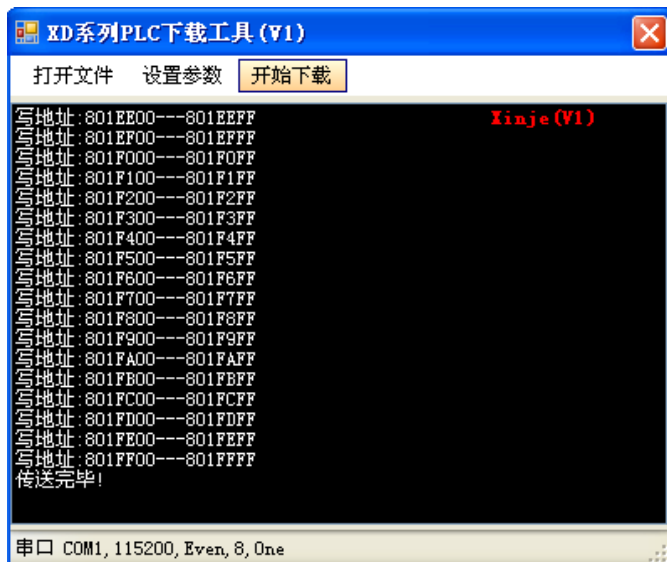 XD系列PLC下载工具(V1)
打开文件 设置参数 开始下载
写地址:801EE00---801EEFF Xinje(V1)
写地址:801EF00---801EFFF
写地址:801F000---801F0FF
写地址:801F100---801F1FF
写地址:801F200---801F2FF
写地址:801F300---801F3FF
写地址:801F400---801F4FF
写地址:801F500---801F5FF
写地址:801F600---801F6FF
写地址:801F700---801F7FF
写地址:801F800---801F8FF
写地址:801F900---801F9FF
写地址:801FA00---801FAFF
写地址:801FB00---801FBFF
写地址:801FC00---801FCFF
写地址:801FD00---801FDFF
写地址:801FE00---801FEFF
写地址:801FF00---801FFFF
传送完毕!
串口 COM1,115200,Even,8,One